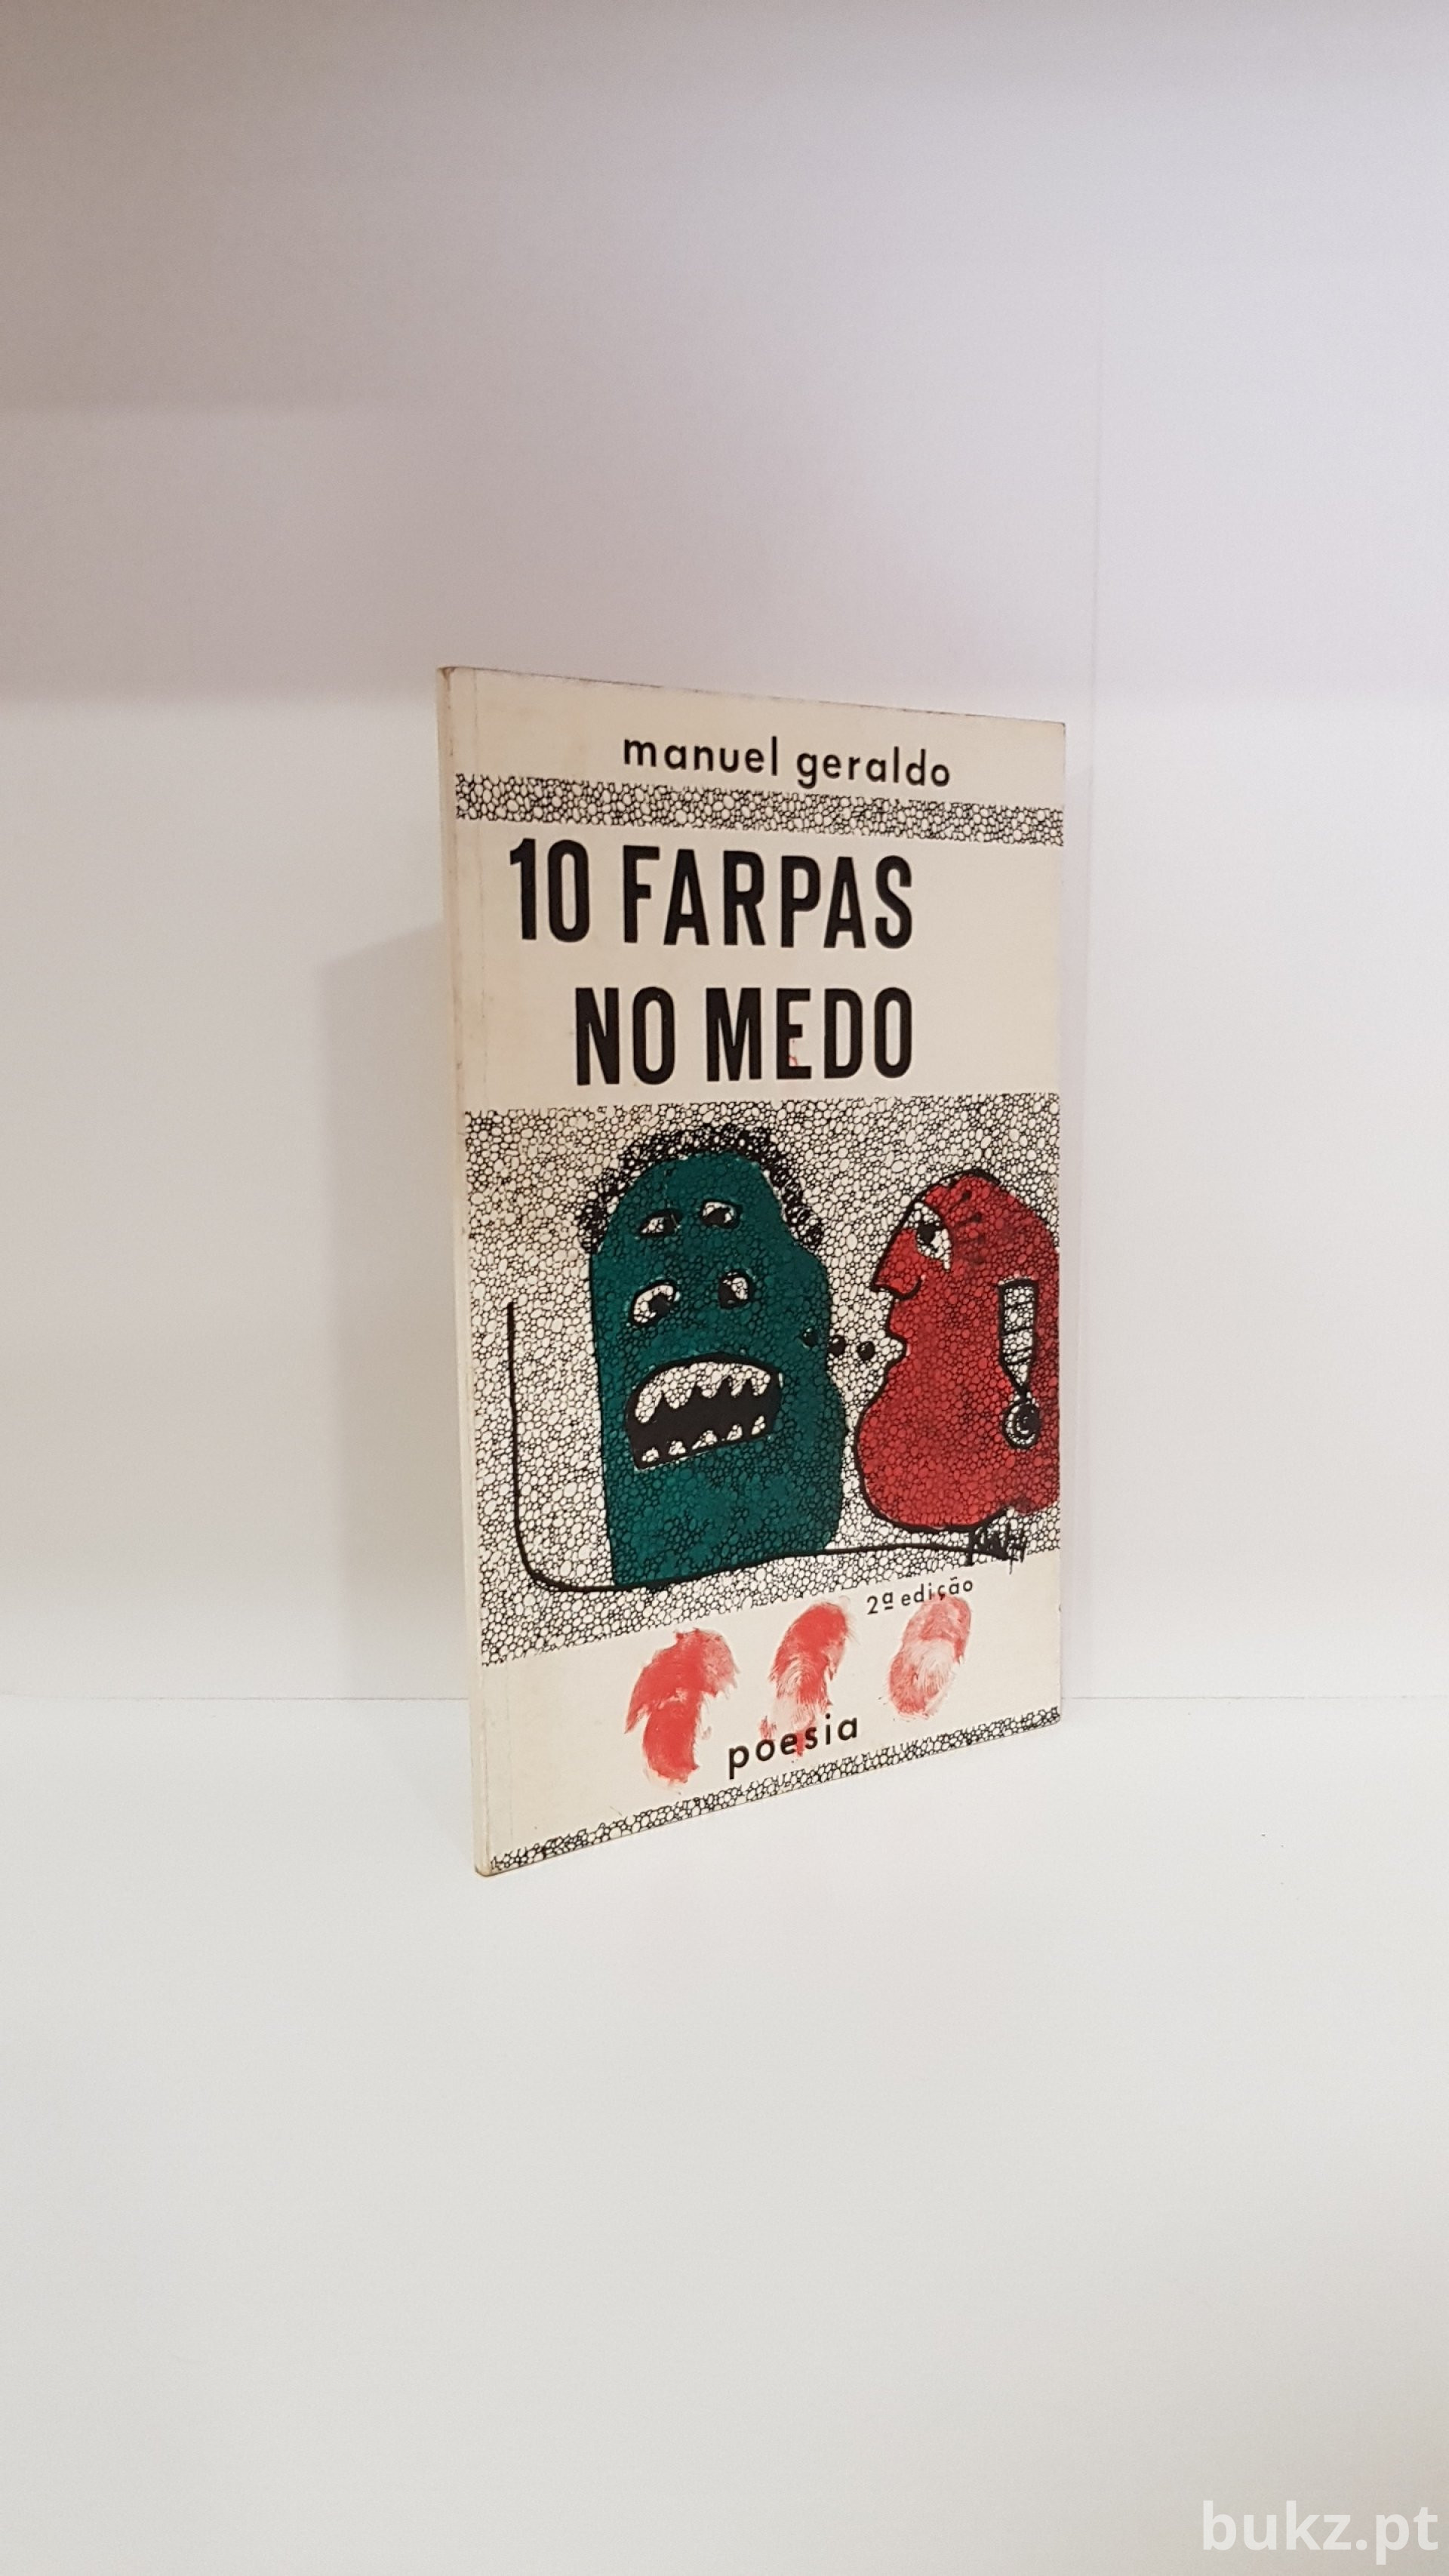 manuel geraldo
10 FARPAS
NO MEDO
2ª edição
poesia
bukz.pt